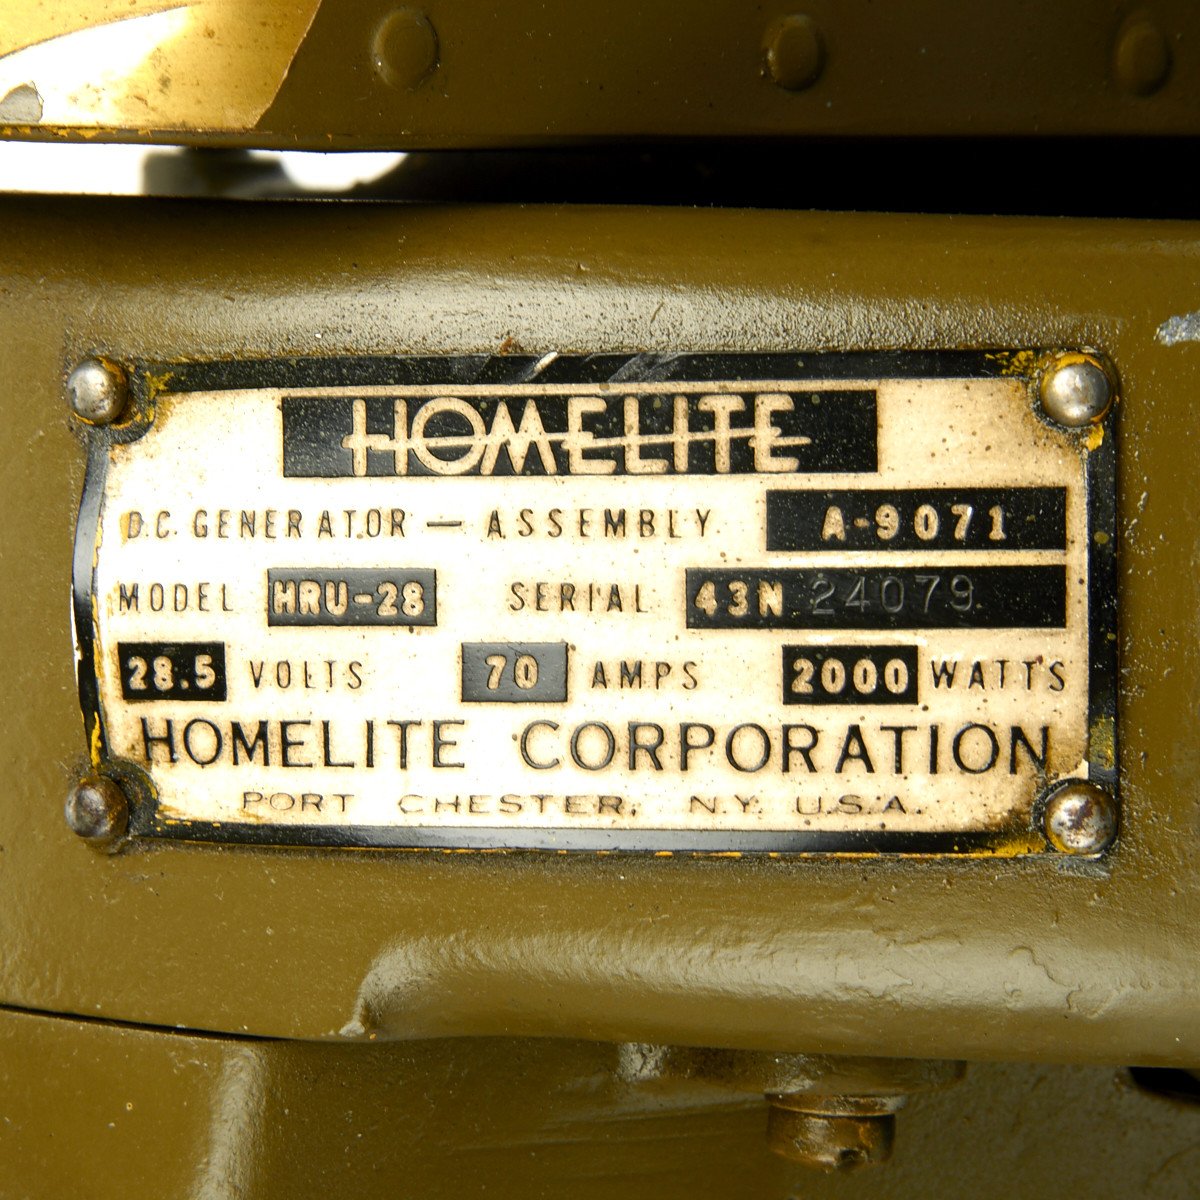 HOMELITE
D.C. GENERATOR — ASSEMBLY A-9071
MODEL HRU-28 SERIAL 43N 24079
28.5 VOLTS 70 AMPS 2000 WATTS
HOMELITE CORPORATION
PORT CHESTER, N.Y. U.S.A.